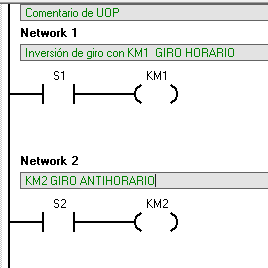 Comentario de UOP
Network 1
Inversión de giro con KM1 GIRO HORARIO
S1 KM1
Network 2
KM2 GIRO ANTIHORARIO
S2 KM2